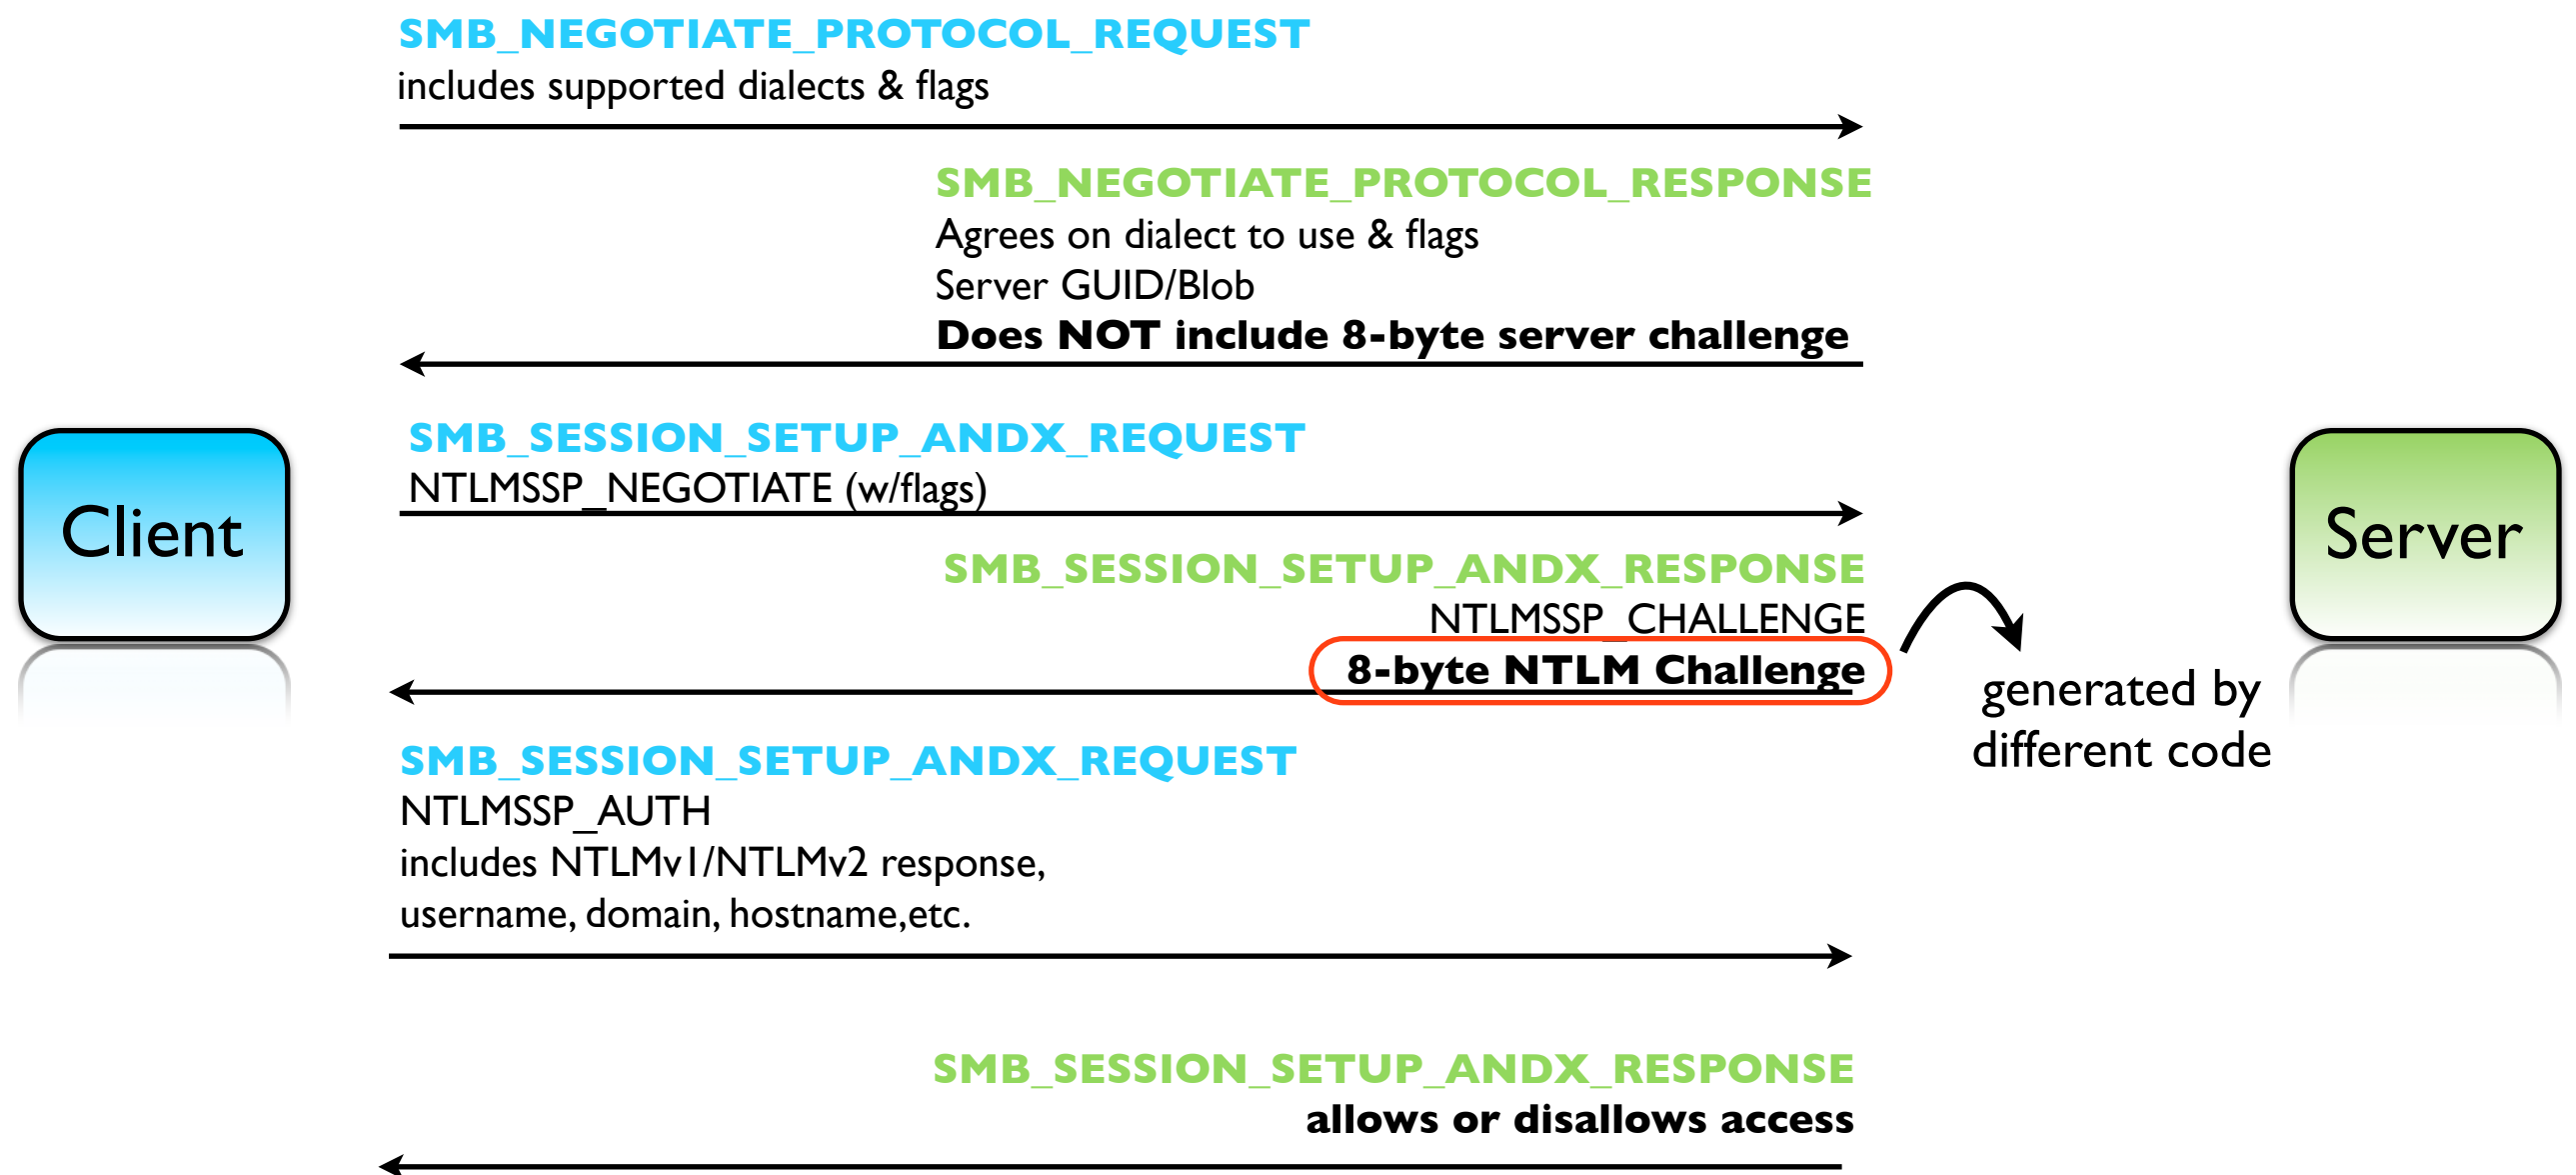 SMB_NEGOTIATE_PROTOCOL_REQUEST
includes supported dialects & flags
SMB_NEGOTIATE_PROTOCOL_RESPONSE
Agrees on dialect to use & flags
Server GUID/Blob
Does NOT include 8-byte server challenge
SMB_SESSION_SETUP_ANDX_REQUEST
NTLMSSP_NEGOTIATE (w/flags)
Client
Server
SMB_SESSION_SETUP_ANDX_RESPONSE
NTLMSSP_CHALLENGE
8-byte NTLM Challenge
generated by
different code
SMB_SESSION_SETUP_ANDX_REQUEST
NTLMSSP_AUTH
includes NTLMv1/NTLMv2 response,
username, domain, hostname,etc.
SMB_SESSION_SETUP_ANDX_RESPONSE
allows or disallows access